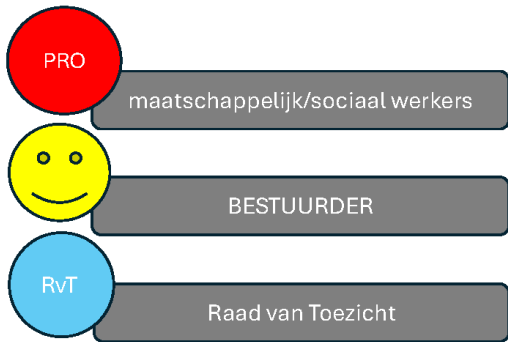 PRO
maatschappelijk/sociaal werkers
BESTUURDER
RvT
Raad van Toezicht